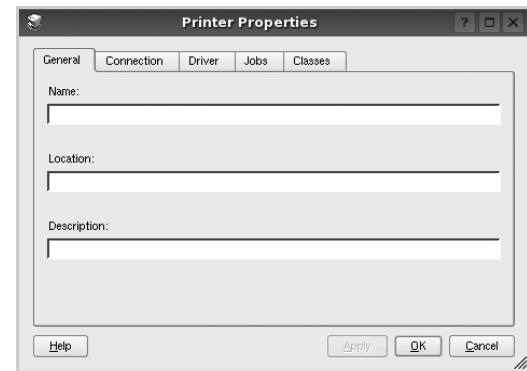 Printer Properties
General Connection Driver Jobs Classes
Name:
Location:
Description:
Help Apply OK Cancel